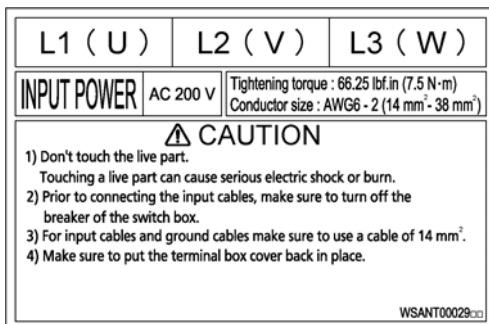 L1 ( U ) L2 ( V ) L3 ( W )
INPUT POWER AC 200 V Tightening torque : 66.25 lbf.in (7.5 N·m)
Conductor size : AWG6 - 2 (14 mm²- 38 mm²)
⚠ CAUTION
1) Don't touch the live part.
Touching a live part can cause serious electric shock or burn.
2) Prior to connecting the input cables, make sure to turn off the
breaker of the switch box.
3) For input cables and ground cables make sure to use a cable of 14 mm².
4) Make sure to put the terminal box cover back in place.
WSANT00029□□